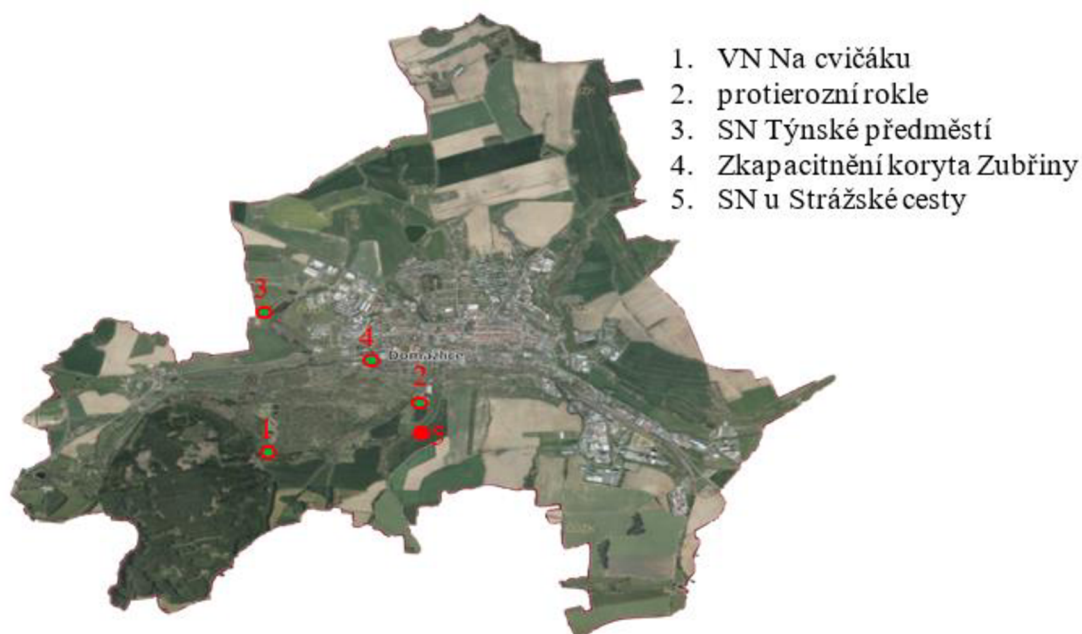 1. VN Na cvičáku
2. protierozní rokle
3. SN Týnské předměstí
4. Zkapacitnění koryta Zubřiny
5. SN u Strážské cesty
3
4
Domažlice
2
1
5